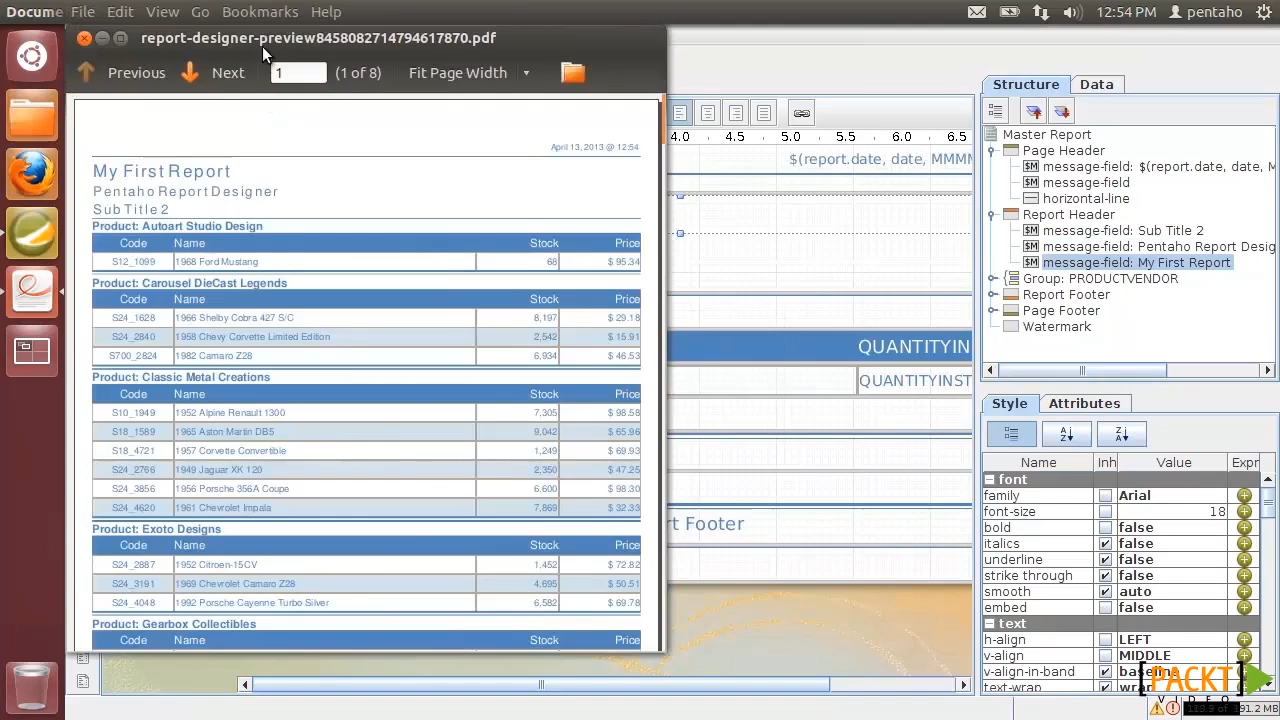 Docume File Edit View Go Bookmarks Help 12:54 PM pentaho
report-designer-preview8458082714794617870.pdf
Previous Next 1 (1 of 8) Fit Page Width
April 13, 2013 @ 12:54
My First Report
Pentaho Report Designer
Sub Title 2
Product: Autoart Studio Design
Code Name Stock Price
S12_1099 1968 Ford Mustang 68 $ 95.34
Product: Carousel DieCast Legends
Code Name Stock Price
S24_1628 1966 Shelby Cobra 427 S/C 8,197 $ 29.18
S24_2840 1958 Chevy Corvette Limited Edition 2,542 $ 15.91
S700_2824 1982 Camaro Z28 6,934 $ 46.53
Product: Classic Metal Creations
Code Name Stock Price
S10_1949 1952 Alpine Renault 1300 7,305 $ 98.58
S18_1589 1965 Aston Martin DB5 9,042 $ 65.96
S18_4721 1957 Corvette Convertible 1,249 $ 69.93
S24_2766 1949 Jaguar XK 120 2,350 $ 47.25
S24_3856 1956 Porsche 356A Coupe 6,600 $ 98.30
S24_4620 1961 Chevrolet Impala 7,869 $ 32.33
Product: Exoto Designs
Code Name Stock Price
S24_2887 1952 Citroen-15CV 1,452 $ 72.82
S24_3191 1969 Chevrolet Camaro Z28 4,695 $ 50.51
S24_4048 1992 Porsche Cayenne Turbo Silver 6,582 $ 69.78
Product: Gearbox Collectibles
Code Name Stock Price
4.0 4.5 5.0 5.5 6.0 6.5
$(report.date, date, MMMM
QUANTITYIN
QUANTITYINST
rt Footer
Structure Data
Master Report
Page Header
message-field: $(report.date, date, M
message-field
horizontal-line
Report Header
message-field: Sub Title 2
message-field: Pentaho Report Desig
message-field: My First Report
Group: PRODUCTVENDOR
Report Footer
Page Footer
Watermark
Style Attributes
Name Inh Value Expr
font
family Arial
font-size 18
bold false
italics false
underline false
strike through false
smooth auto
embed false
text
h-align LEFT
v-align MIDDLE
v-align-in-band
text-wrap
[PACKT]
VIDEO
191.2 MB